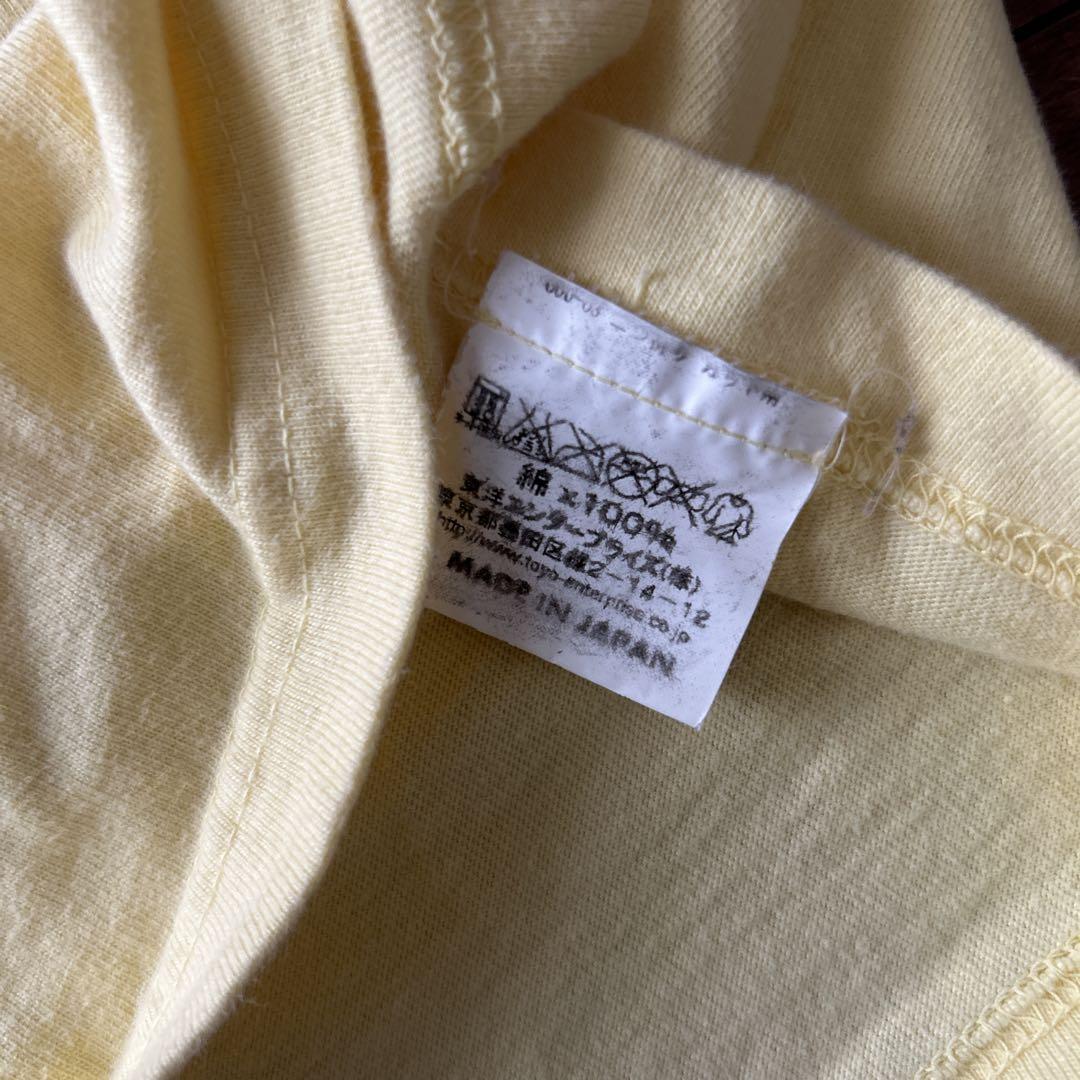 綿 x 100%
東洋エンタープライズ(株)
東京都墨田区緑2-14-12
http://www.toyo-enterprise.co.jp
MADE IN JAPAN